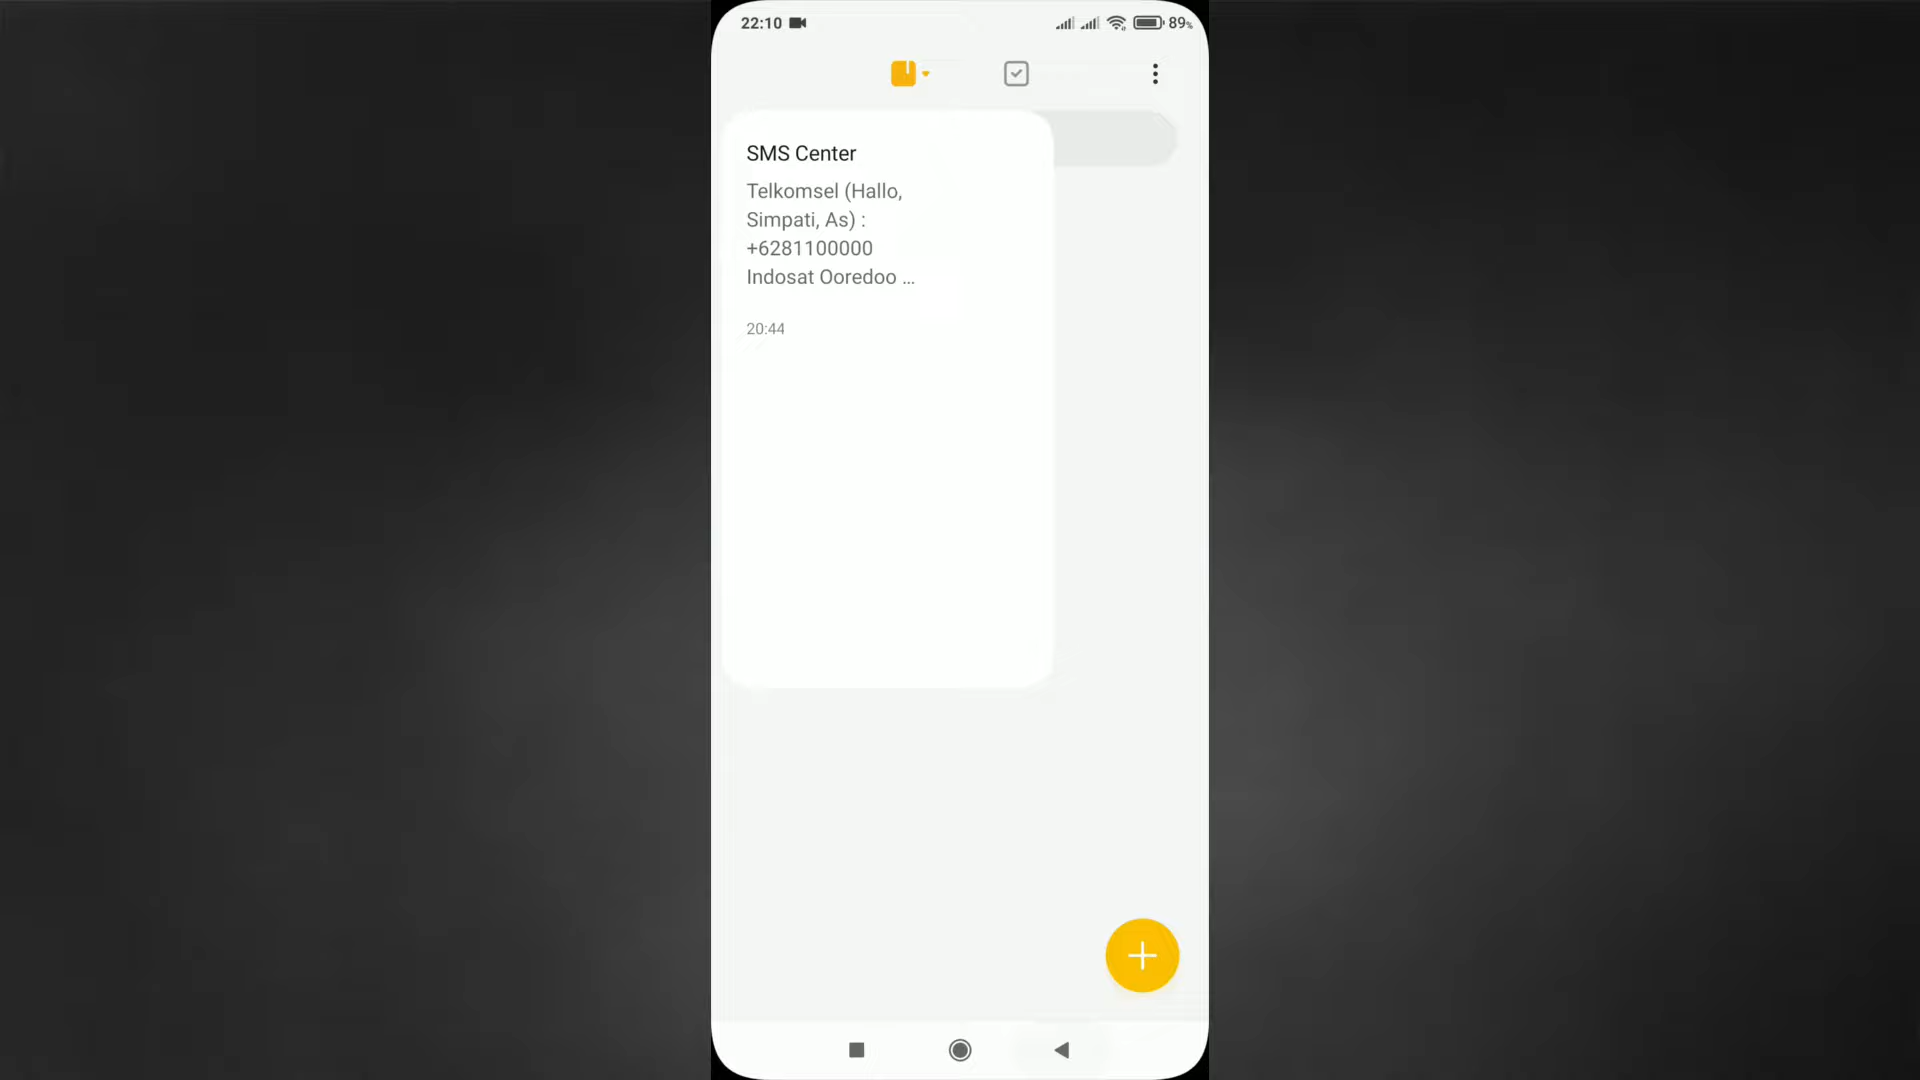 22:10
89%
SMS Center
Telkomsel (Hallo,
Simpati, As) :
+6281100000
Indosat Ooredoo ...
20:44